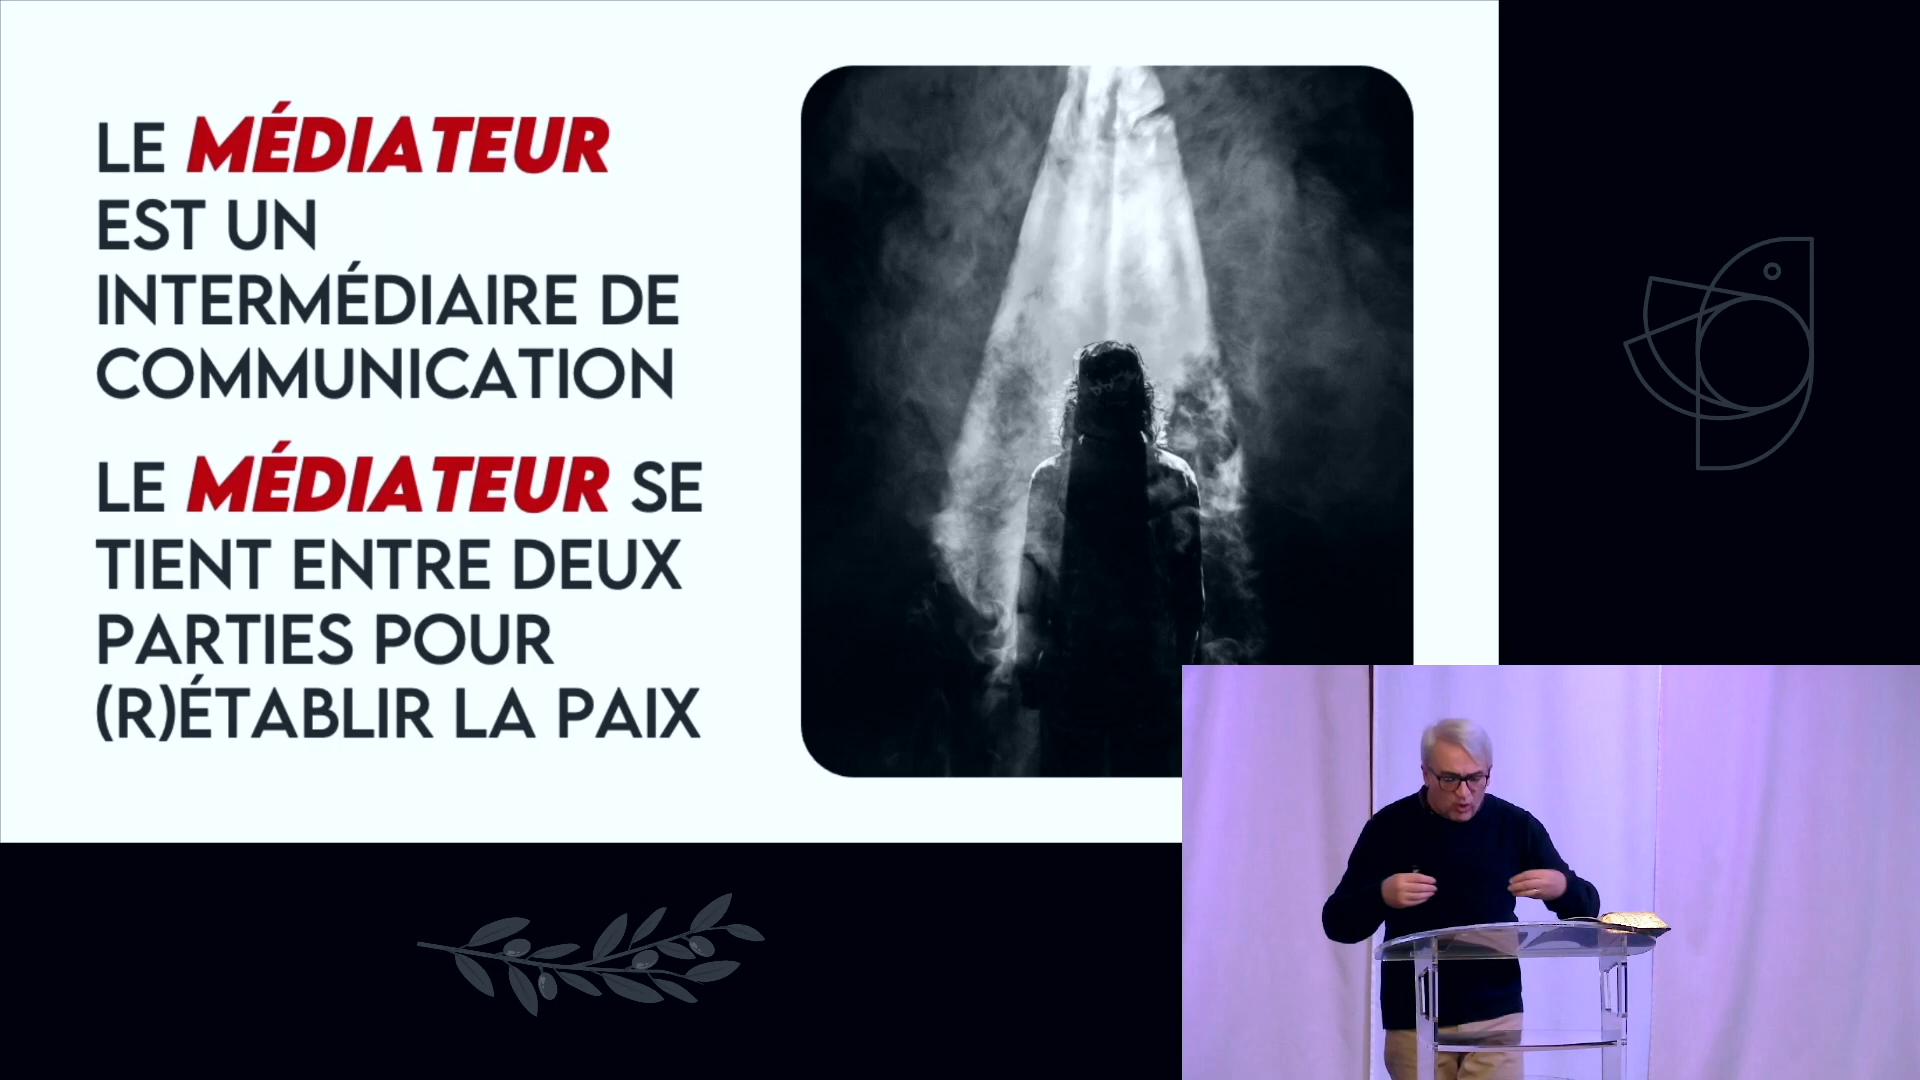 LE MÉDIATEUR
EST UN
INTERMÉDIAIRE DE
COMMUNICATION
LE MÉDIATEUR SE
TIENT ENTRE DEUX
PARTIES POUR
(R)ÉTABLIR LA PAIX